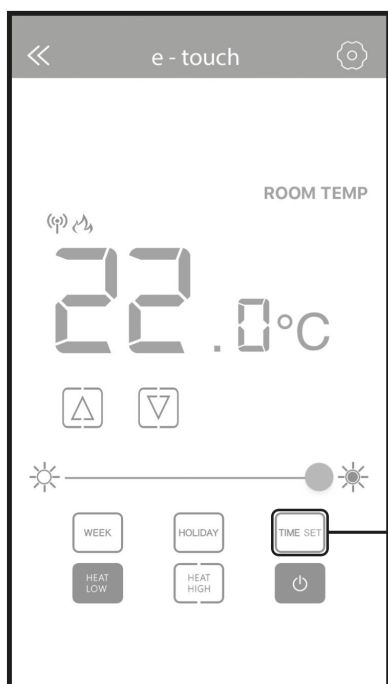 e - touch
ROOM TEMP
22.0°C
WEEK
HOLIDAY
TIME SET
HEAT
LOW
HEAT
HIGH